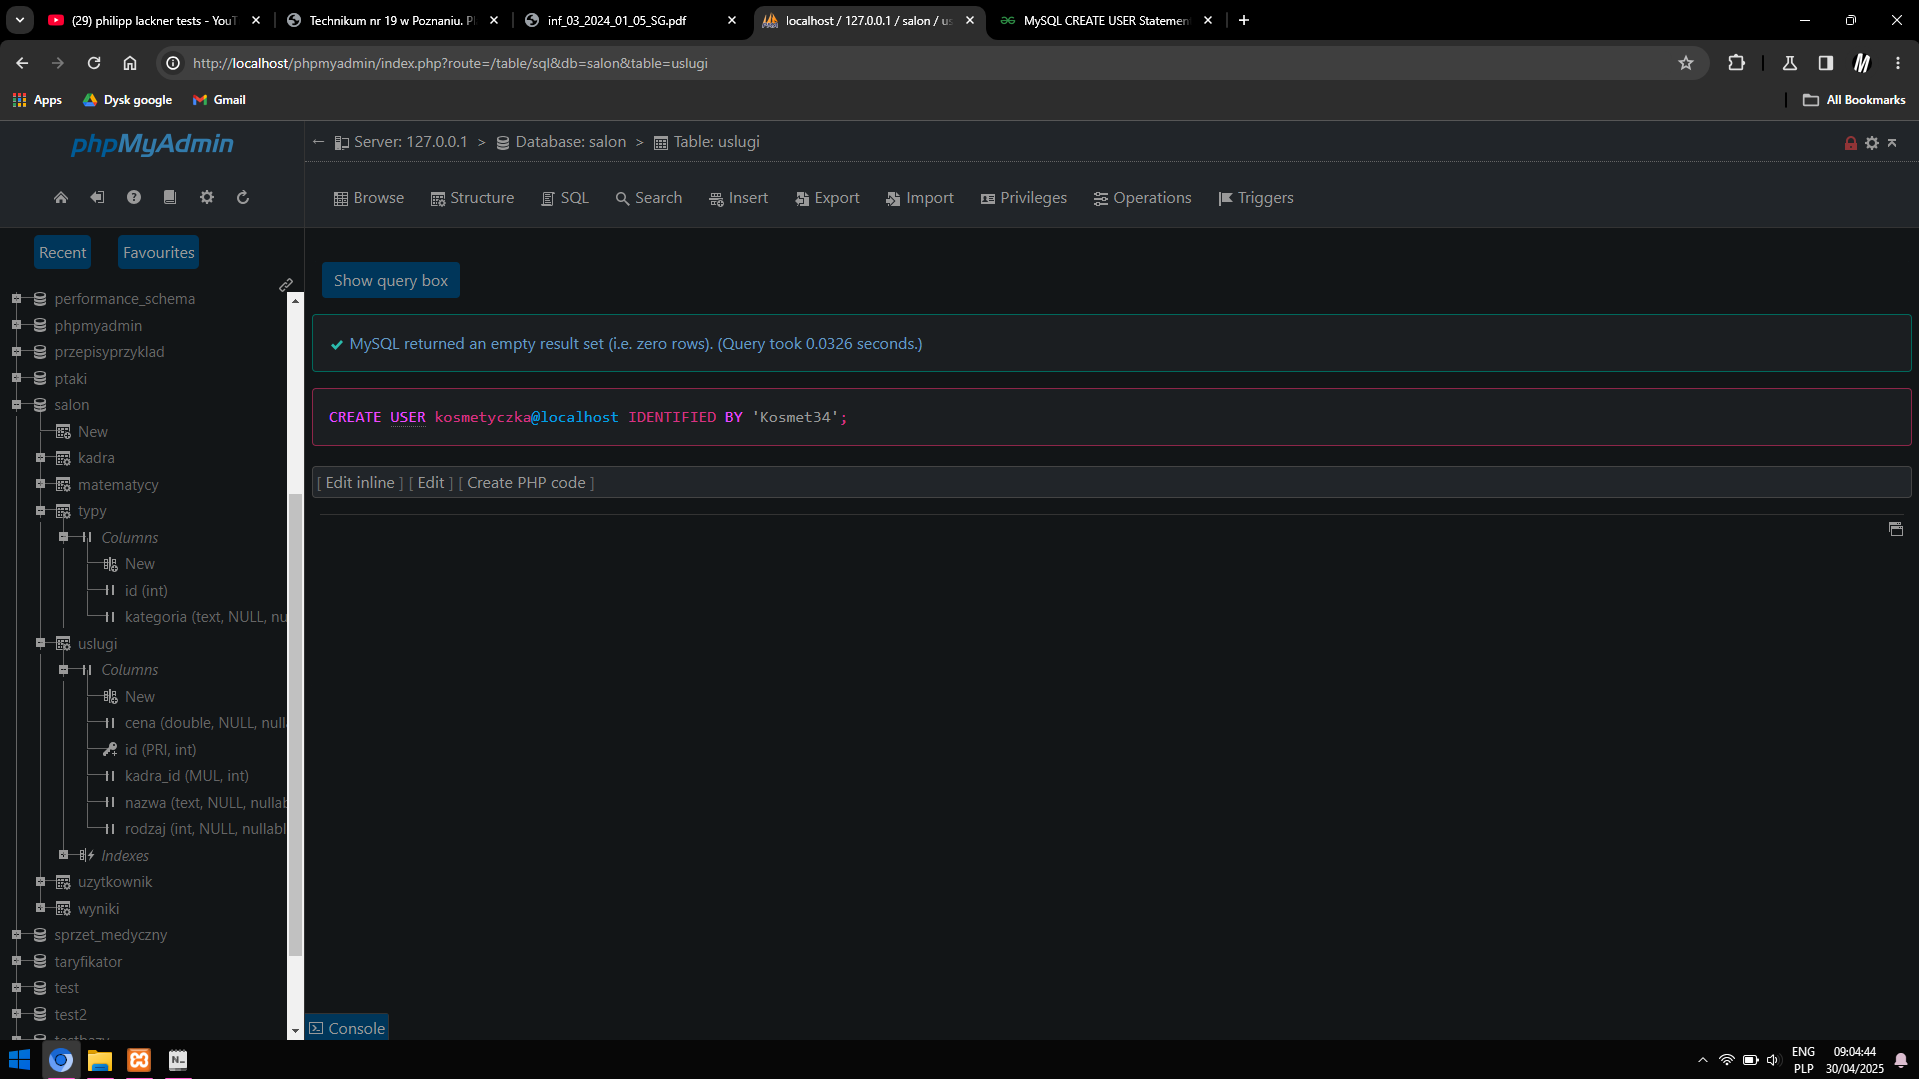 (29) philipp lackner tests - YouT
Technikum nr 19 w Poznaniu. Pl
inf_03_2024_01_05_SG.pdf
localhost / 127.0.0.1 / salon / us
MySQL CREATE USER Statement
http://localhost/phpmyadmin/index.php?route=/table/sql&db=salon&table=uslugi
Apps
Dysk google
Gmail
All Bookmarks
phpMyAdmin
Server: 127.0.0.1 > Database: salon > Table: uslugi
Browse
Structure
SQL
Search
Insert
Export
Import
Privileges
Operations
Triggers
Recent
Favourites
performance_schema
phpmyadmin
przepisyprzyklad
ptaki
salon
New
kadra
matematycy
typy
Columns
New
id (int)
kategoria (text, NULL, nu
uslugi
Columns
New
cena (double, NULL, null
id (PRI, int)
kadra_id (MUL, int)
nazwa (text, NULL, nullab
rodzaj (int, NULL, nullabl
Indexes
uzytkownik
wyniki
sprzet_medyczny
taryfikator
test
test2
Show query box
MySQL returned an empty result set (i.e. zero rows). (Query took 0.0326 seconds.)
CREATE USER kosmetyczka@localhost IDENTIFIED BY 'Kosmet34';
[ Edit inline ] [ Edit ] [ Create PHP code ]
Console
ENG
PLP
09:04:44
30/04/2025